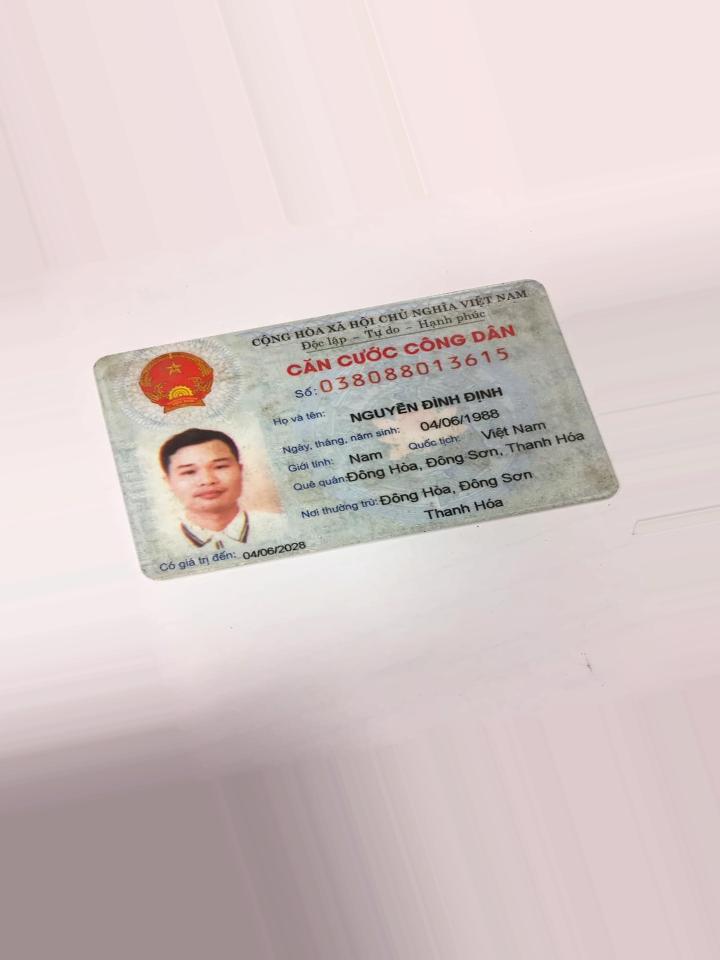 CỘNG HÒA XÃ HỘI CHỦ NGHĨA VIỆT NAM
Độc lập - Tự do - Hạnh phúc
CĂN CƯỚC CÔNG DÂN
Số: 038088013615
Họ và tên: NGUYỄN ĐÌNH ĐỊNH
Ngày, tháng, năm sinh: 04/06/1988
Giới tính: Nam Quốc tịch: Việt Nam
Quê quán: Đông Hòa, Đông Sơn, Thanh Hóa
Nơi thường trú: Đông Hòa, Đông Sơn
Thanh Hóa
Có giá trị đến: 04/06/2028